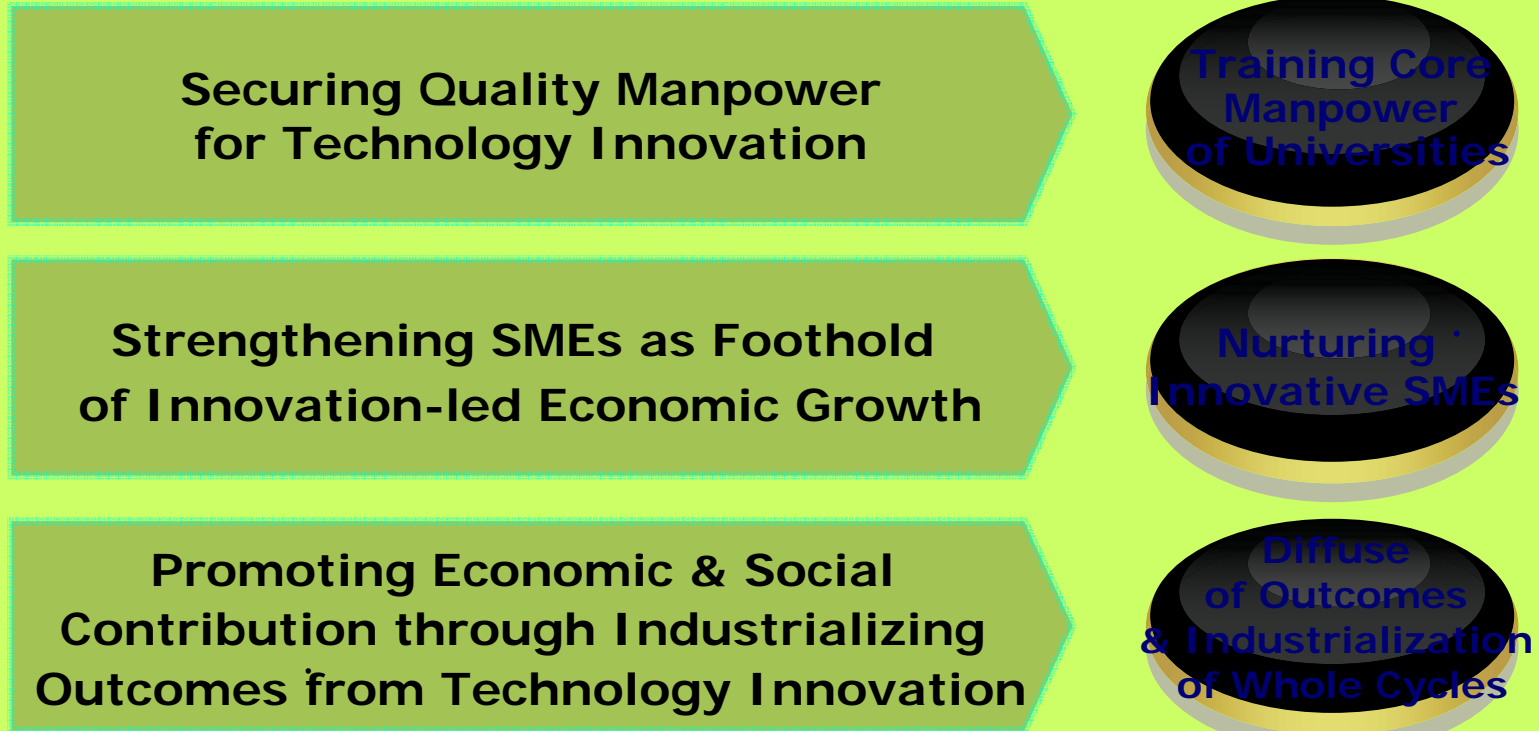 Securing Quality Manpower
for Technology Innovation
Training Core
Manpower
of Universities
Strengthening SMEs as Foothold
of Innovation-led Economic Growth
Nurturing
Innovative SMEs
Promoting Economic & Social
Contribution through Industrializing
Outcomes from Technology Innovation
Diffuse
of Outcomes
& Industrialization
of Whole Cycles